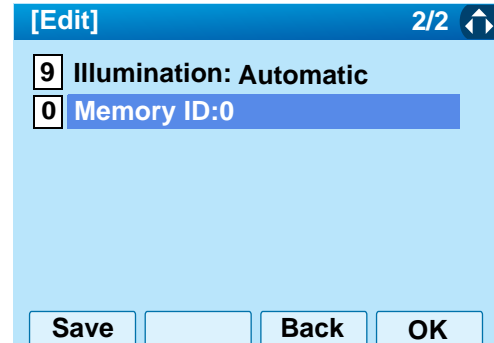 [Edit] 2/2
9 Illumination: Automatic
0 Memory ID:0
Save Back OK